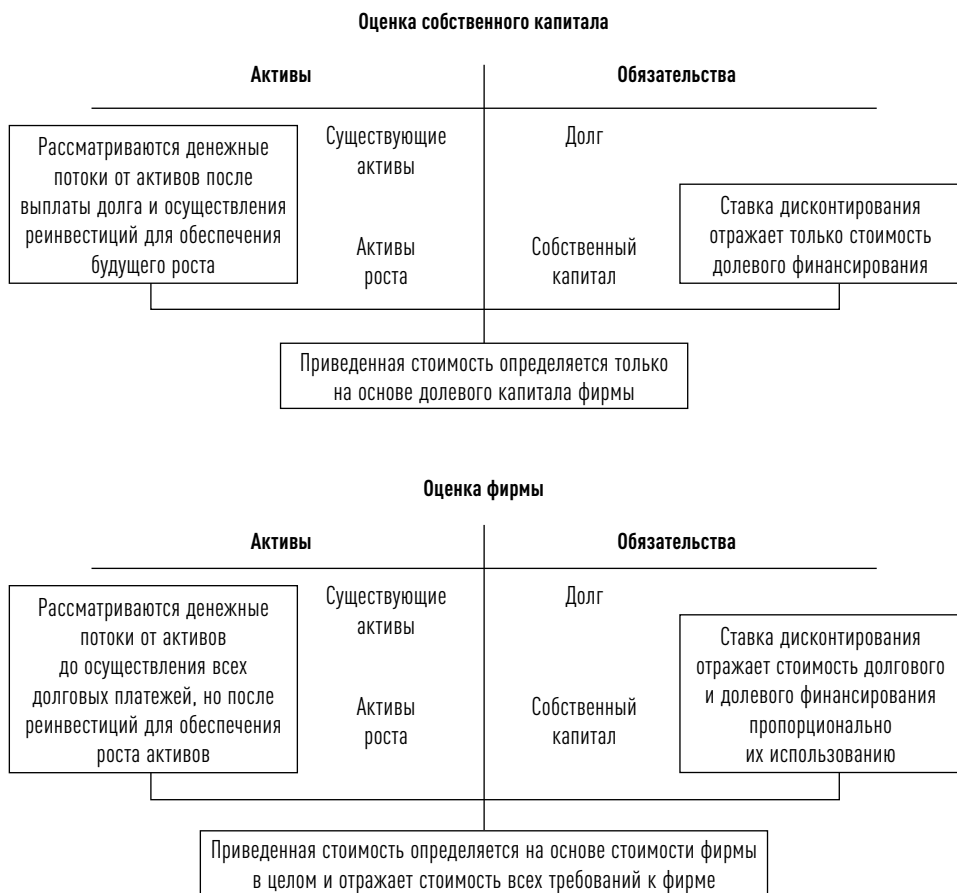 Оценка собственного капитала
Активы
Обязательства
Рассматриваются денежные
потоки от активов после
выплаты долга и осуществления
реинвестиций для обеспечения
будущего роста
Существующие
активы
Активы
роста
Долг
Собственный
капитал
Ставка дисконтирования
отражает только стоимость
долевого финансирования
Приведенная стоимость определяется только
на основе долевого капитала фирмы
Оценка фирмы
Активы
Обязательства
Рассматриваются денежные
потоки от активов
до осуществления всех
долговых платежей, но после
реинвестиций для обеспечения
роста активов
Существующие
активы
Активы
роста
Долг
Собственный
капитал
Ставка дисконтирования
отражает стоимость долгового
и долевого финансирования
пропорционально
их использованию
Приведенная стоимость определяется на основе стоимости фирмы
в целом и отражает стоимость всех требований к фирме